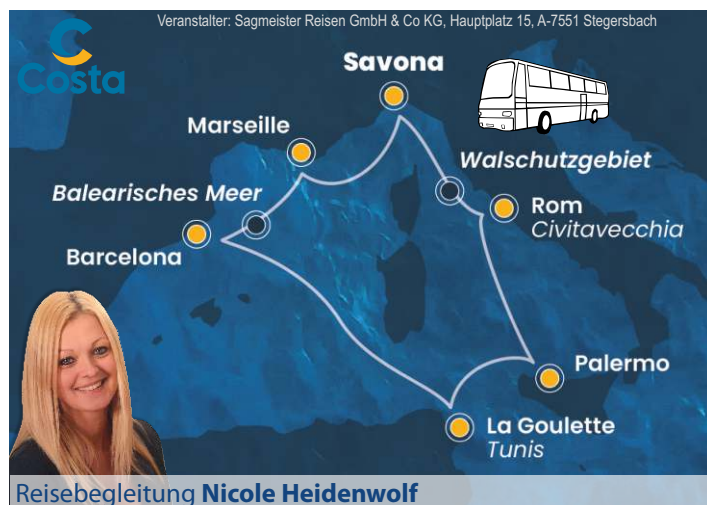 Veranstalter: Sagmeister Reisen GmbH & Co KG, Hauptplatz 15, A-7551 Stegersbach
Costa
Savona
Marseille
Walschutzgebiet
Balearisches Meer
Rom
Civitavecchia
Barcelona
Palermo
La Goulette
Tunis
Reisebegleitung Nicole Heidenwolf